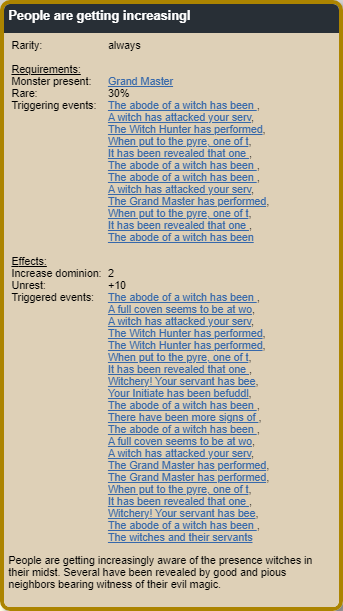 People are getting increasingl
Rarity: always
Requirements:
Monster present: Grand Master
Rare: 30%
Triggering events: The abode of a witch has been ,
A witch has attacked your serv,
The Witch Hunter has performed,
When put to the pyre, one of t,
It has been revealed that one ,
The abode of a witch has been ,
The abode of a witch has been ,
A witch has attacked your serv,
The Grand Master has performed,
When put to the pyre, one of t,
It has been revealed that one ,
The abode of a witch has been
Effects:
Increase dominion: 2
Unrest: +10
Triggered events: The abode of a witch has been ,
A full coven seems to be at wo,
A witch has attacked your serv,
The Witch Hunter has performed,
The Witch Hunter has performed,
When put to the pyre, one of t,
It has been revealed that one ,
Witchery! Your servant has bee,
Your Initiate has been befuddl,
The abode of a witch has been ,
There have been more signs of ,
The abode of a witch has been ,
A full coven seems to be at wo,
A witch has attacked your serv,
The Grand Master has performed,
The Grand Master has performed,
When put to the pyre, one of t,
It has been revealed that one ,
Witchery! Your servant has bee,
The abode of a witch has been ,
The witches and their servants
People are getting increasingly aware of the presence witches in
their midst. Several have been revealed by good and pious
neighbors bearing witness of their evil magic.